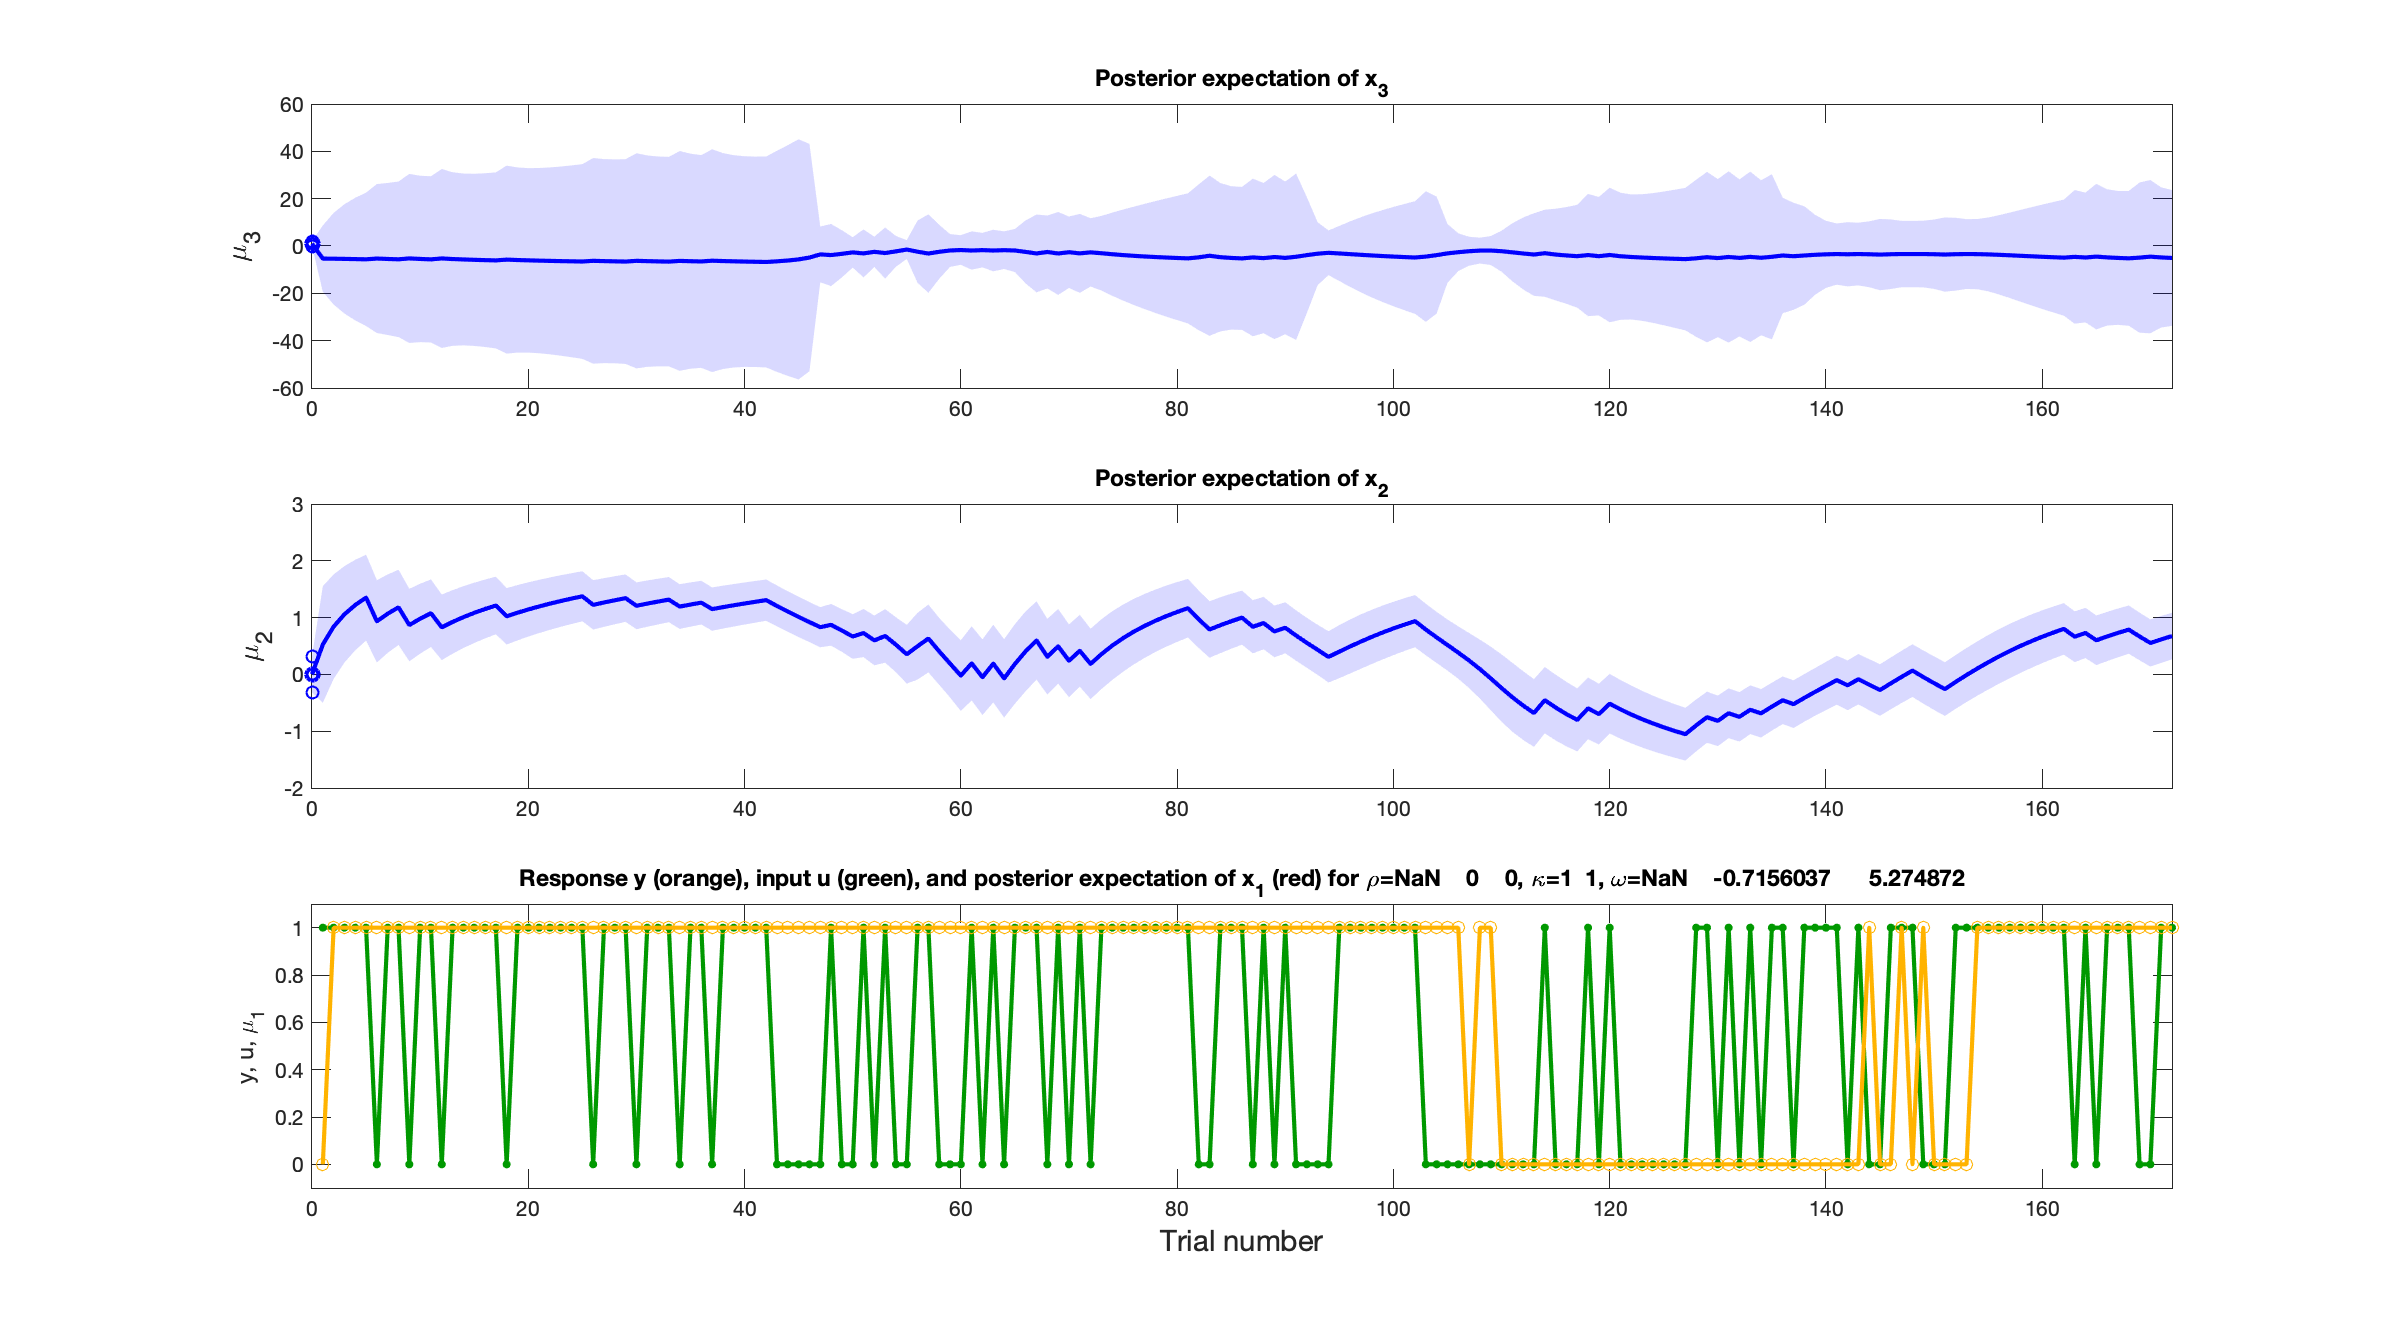 Posterior expectation of x3
μ3
60
40
20
0
-20
-40
-60
0 20 40 60 80 100 120 140 160
Posterior expectation of x2
μ2
3
2
1
0
-1
-2
0 20 40 60 80 100 120 140 160
Response y (orange), input u (green), and posterior expectation of x1 (red) for ρ=NaN 0 0, κ=1 1, ω=NaN -0.7156037 5.274872
y, u, μ1
1
0.8
0.6
0.4
0.2
0
0 20 40 60 80 100 120 140 160
Trial number